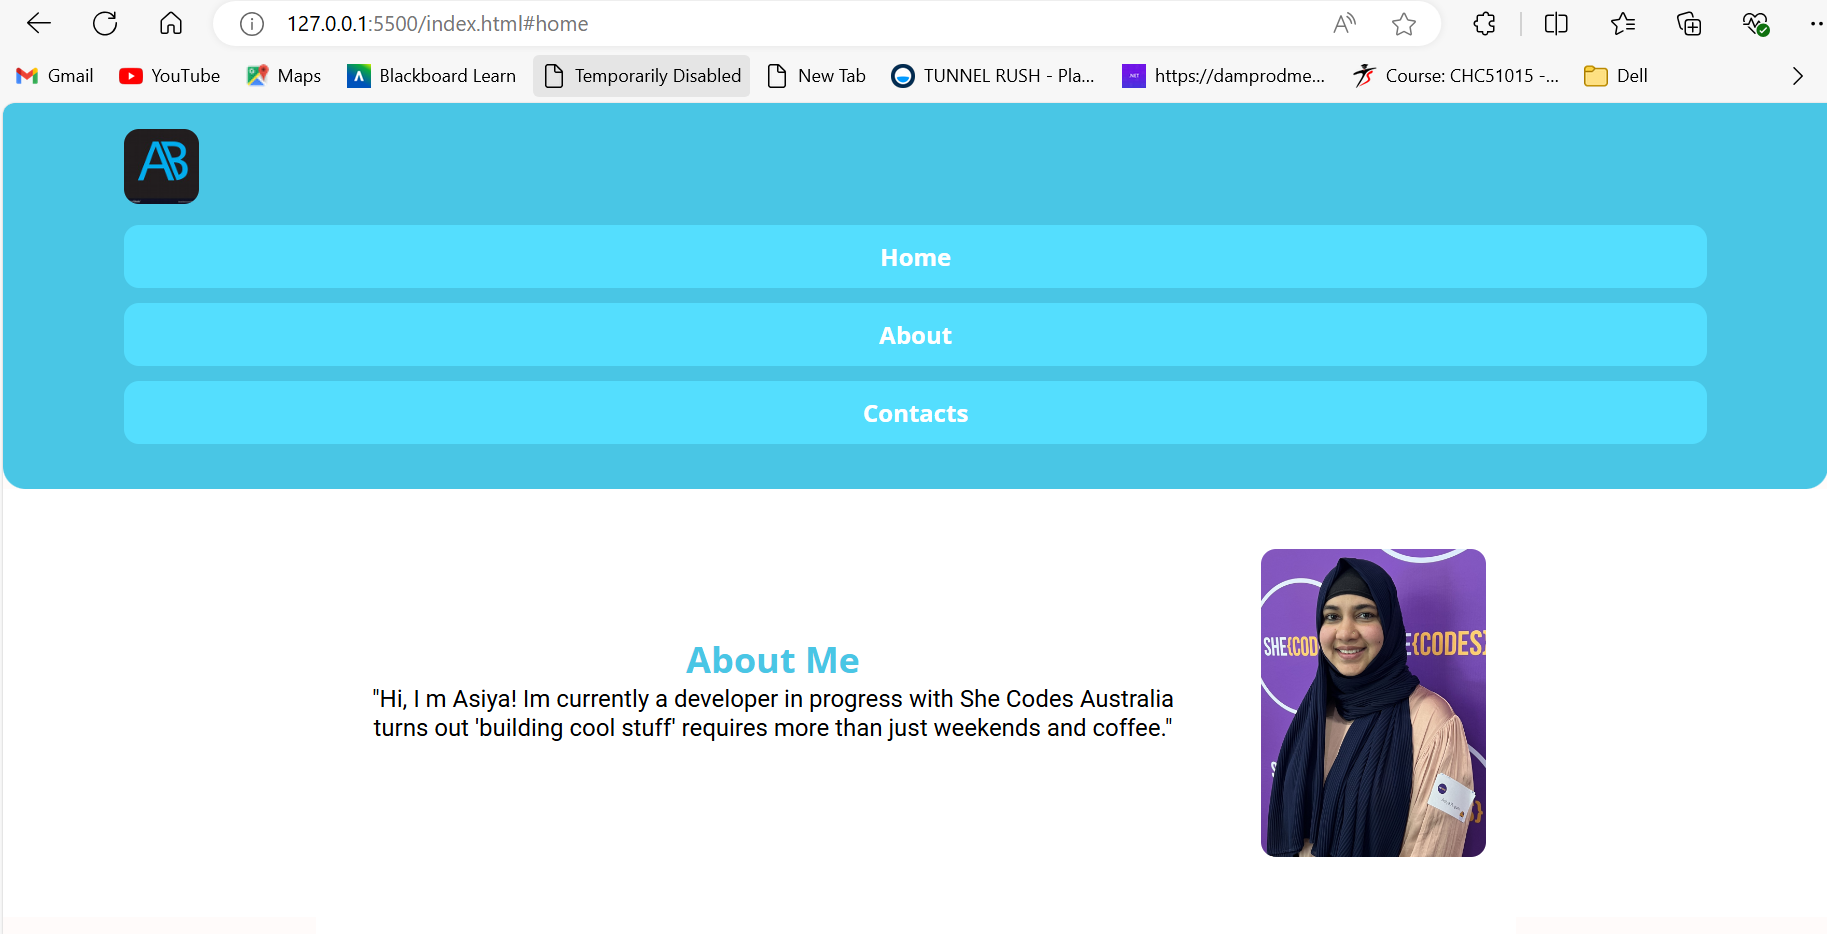 127.0.0.1:5500/index.html#home
Gmail YouTube Maps Blackboard Learn Temporarily Disabled New Tab TUNNEL RUSH - Pla... https://damprodme... Course: CHC51015 -... Dell
AB
Home
About
Contacts
About Me
"Hi, I m Asiya! Im currently a developer in progress with She Codes Australia
turns out 'building cool stuff' requires more than just weekends and coffee."
SHE{COD E{CODES}